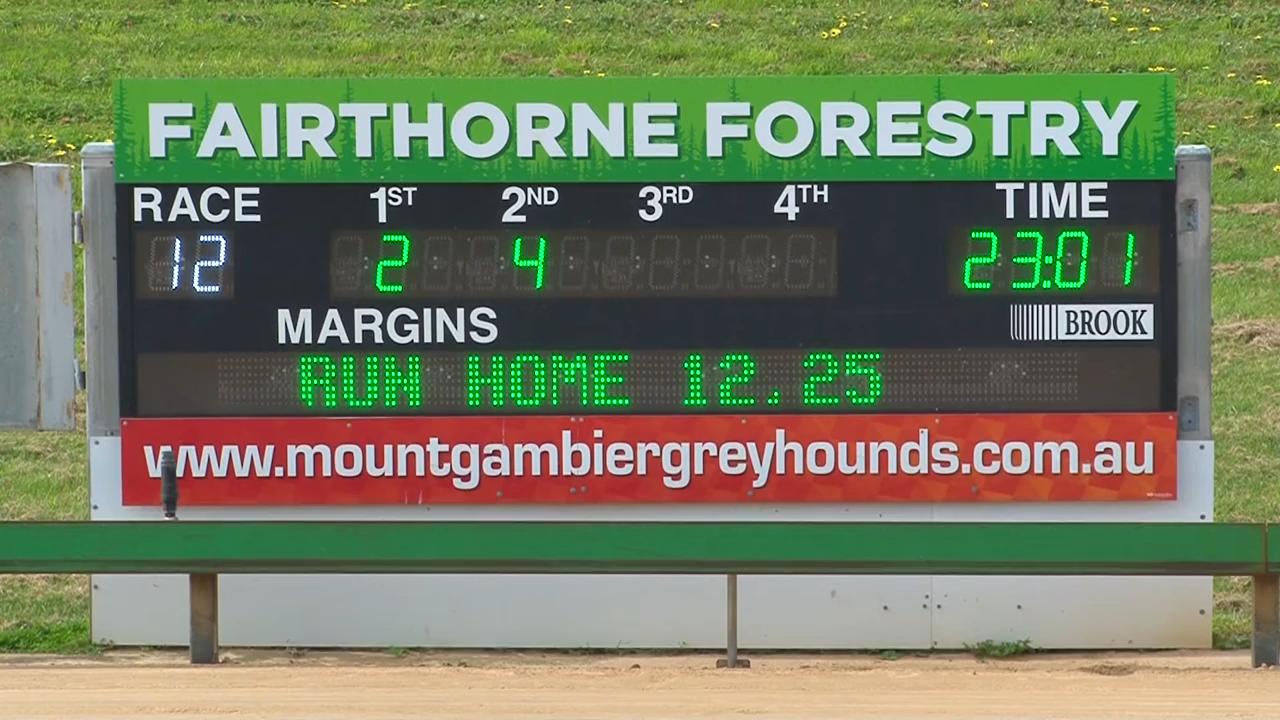 FAIRTHORNE FORESTRY
RACE 1ST 2ND 3RD 4TH TIME
12 2 4 23:01
MARGINS
BROOK
RUN HOME 12.25
www.mountgambiergreyhounds.com.au